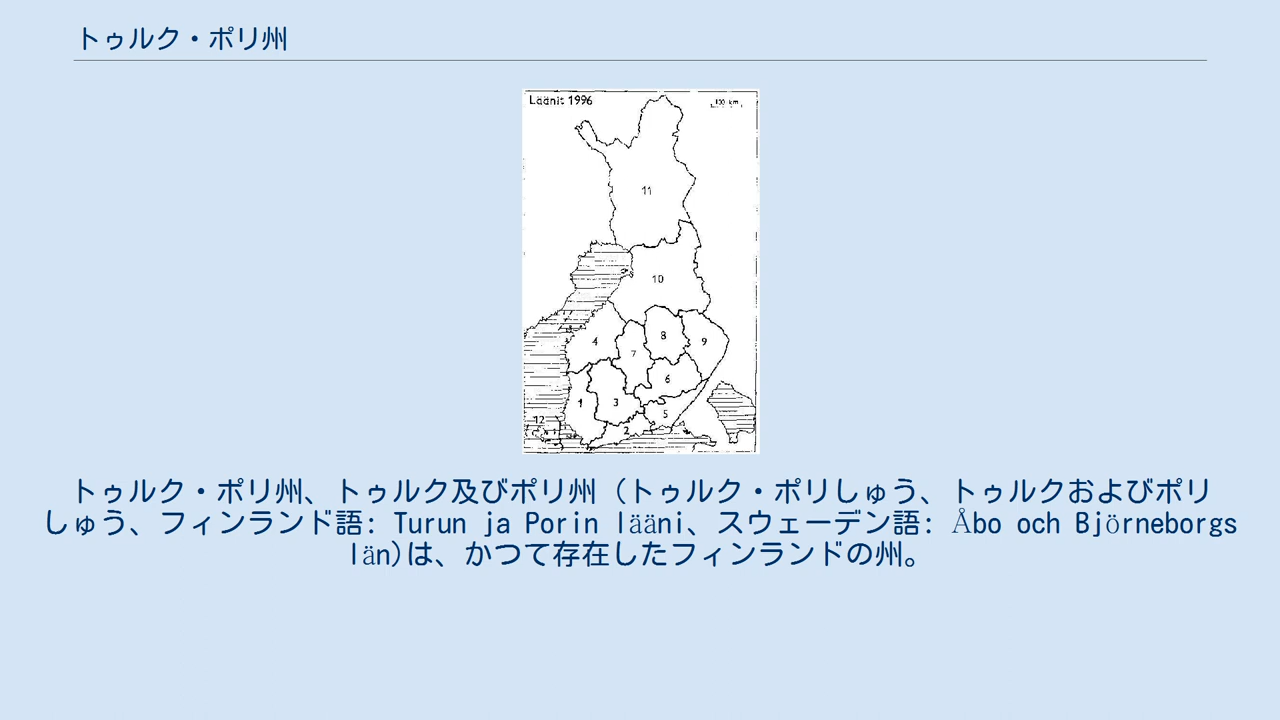 トゥルク・ポリ州
Läänit 1996
100 km
11
10
4
8
9
7
6
1
3
5
12
2
トゥルク・ポリ州、トゥルク及びポリ州（トゥルク・ポリしゅう、トゥルクおよびポリ
しゅう、フィンランド語: Turun ja Porin lääni、スウェーデン語: Åbo och Björneborgs
län)は、かつて存在したフィンランドの州。